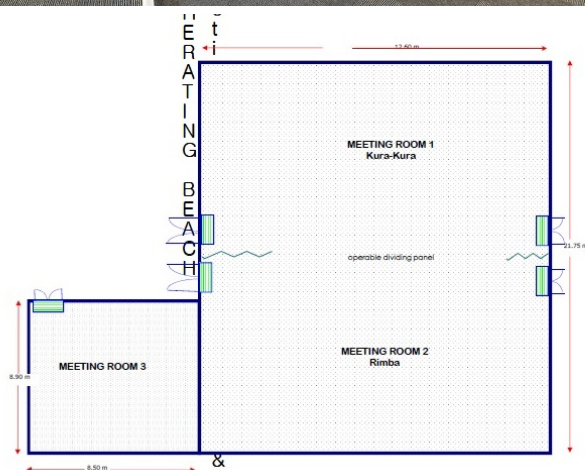 12,60 m
HERATING BEACH
ti
MEETING ROOM 1
Kura-Kura
21.75 m
operable dividing panel
MEETING ROOM 2
Rimba
MEETING ROOM 3
8,90 m
8,50 m
&